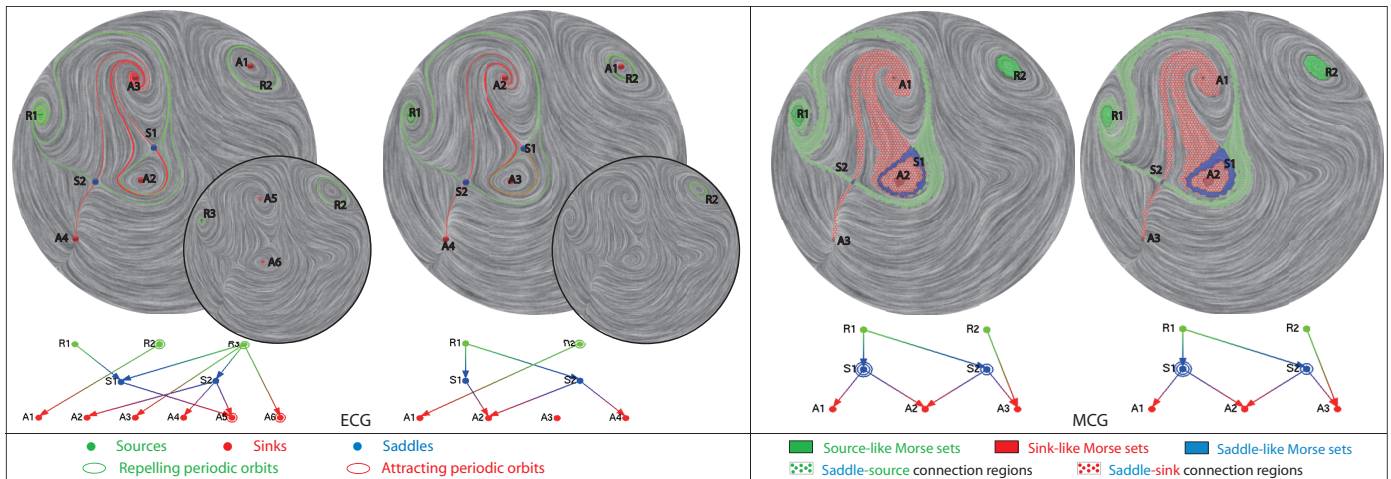 A1
R2
A3
R1
S1
S2
A2
A4
R3
A5
R2
A6
A1
R2
A2
R1
S1
S2
A3
A4
R2
R2
A1
R1
S2
S1
A2
A3
R2
A1
R1
S2
S1
A2
A3
R1 R2 R3
S1 S2
A1 A2 A3 A4 A5 A6
R1 R2
S1 S2
A1 A2 A3 A4
ECG
R1 R2
S1 S2
A1 A2 A3
R1 R2
S1 S2
A1 A2 A3
MCG
Sources Sinks Saddles
Repelling periodic orbits Attracting periodic orbits
Source-like Morse sets Sink-like Morse sets Saddle-like Morse sets
Saddle-source connection regions Saddle-sink connection regions